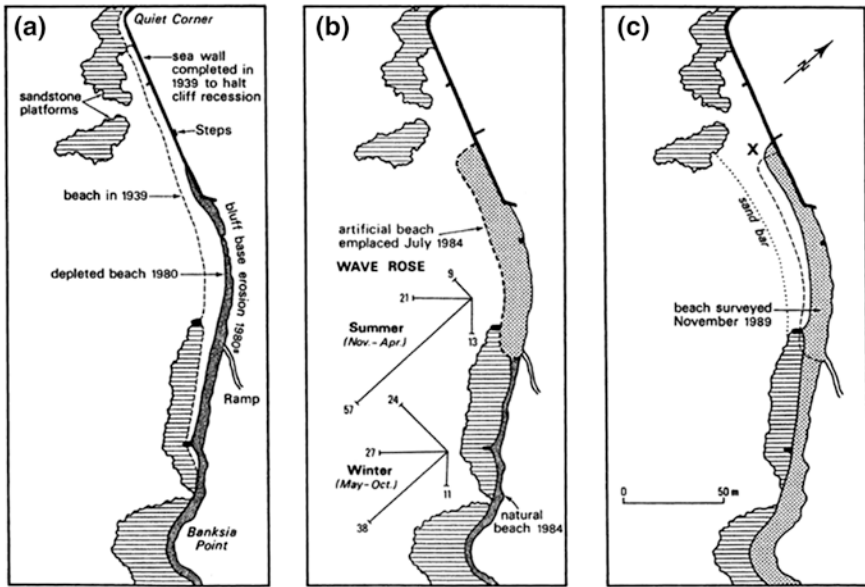 (a)
Quiet Corner
sea wall
completed in
1939 to halt
cliff recession
sandstone
platforms
Steps
beach in 1939
bluff base erosion 1980s
depleted beach 1980
Ramp
Banksia
Point
(b)
artificial beach
emplaced July 1984
WAVE ROSE
9
21
Summer
(Nov.-Apr.)
13
57
24
27
Winter
(May-Oct.)
11
38
natural
beach 1984
(c)
N
X
sand bar
beach surveyed
November 1989
0
50 m